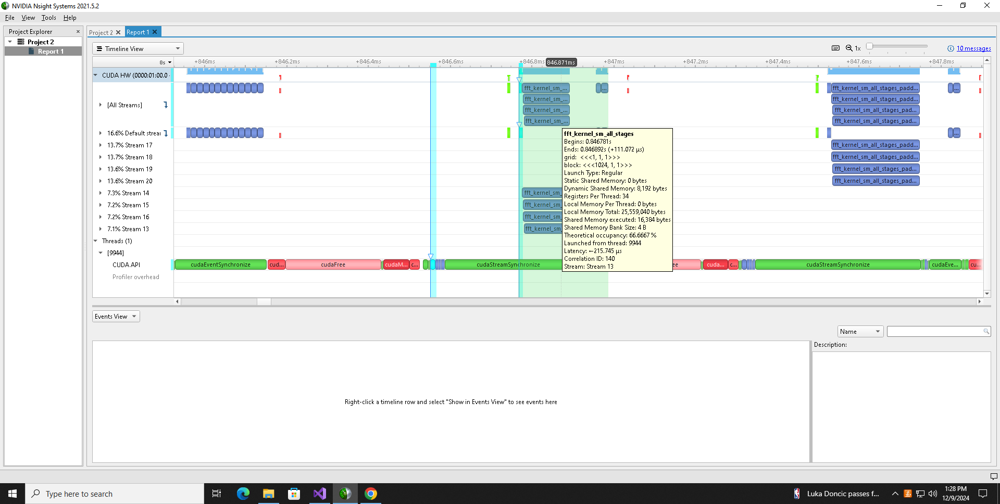 NVIDIA Nsight Systems 2021.5.2
File View Tools Help
Project Explorer
Project 2
Report 1
Project 2
Report 1
Timeline View
1x
10 messages
0s
+846ms +846.2ms +846.4ms +846.6ms +846.8ms 846.871ms +847ms +847.2ms +847.4ms +847.6ms +847.8ms
CUDA HW (0000:01:00.0
fft_kernel_sm_... ... fft_kernel_sm_all_stages_padd... ...
fft_kernel_sm_... fft_kernel_sm_all_stages_padd...
[All Streams]
fft_kernel_sm_... fft_kernel_sm_all_stages_pad...
fft_kernel_sm_... fft_kernel_sm_all_stages_pad...
16.6% Default strear ...
13.7% Stream 17 fft_kernel_sm_all_stages_padd...
13.7% Stream 18 fft_kernel_sm_all_stages_padd...
13.6% Stream 19 fft_kernel_sm_all_stages_pad...
13.6% Stream 20 fft_kernel_sm_all_stages_pad...
7.3% Stream 14 fft_kernel_sm_
7.2% Stream 15 fft_kernel_sm_
7.2% Stream 16 fft_kernel_sm_
7.1% Stream 13 fft_kernel_sm_
Threads (1)
[9944]
CUDA API cudaEventSynchronize cud... cudaFree cudaM... c... cudaStreamSynchronize ee cuda... c... cudaStreamSynchronize cudaEve... cu...
Profiler overhead
fft_kernel_sm_all_stages
Begins: 0.846781s
Ends: 0.846892s (+111.072 μs)
grid: <<<1, 1, 1>>>
block: <<<1024, 1, 1>>>
Launch Type: Regular
Static Shared Memory: 0 bytes
Dynamic Shared Memory: 8,192 bytes
Registers Per Thread: 34
Local Memory Per Thread: 0 bytes
Local Memory Total: 25,559,040 bytes
Shared Memory executed: 16,384 bytes
Shared Memory Bank Size: 4 B
Theoretical occupancy: 66.6667 %
Launched from thread: 9944
Latency: ←215.745 μs
Correlation ID: 140
Stream: Stream 13
Events View
Name
Description:
Right-click a timeline row and select "Show in Events View" to see events here
Type here to search
Luka Doncic passes f...
1:28 PM
12/9/2024